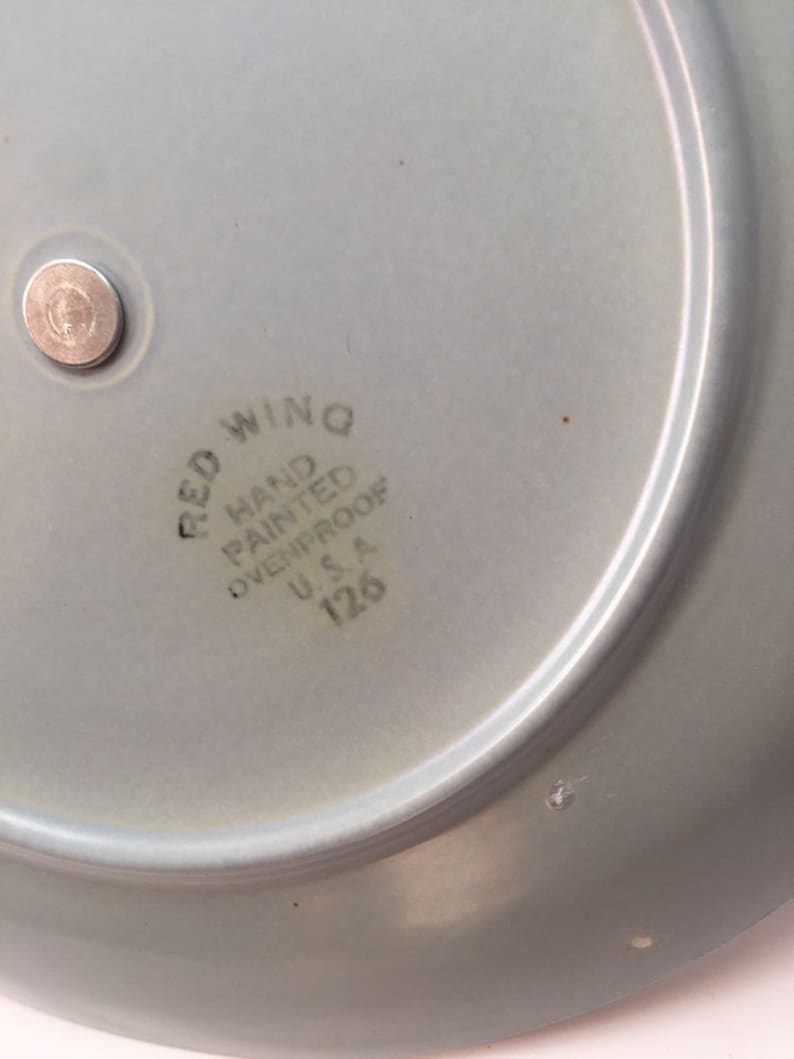 RED WING
HAND
PAINTED
OVENPROOF
U.S.A.
126